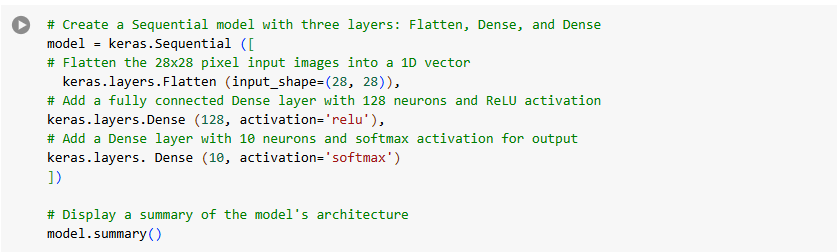 # Create a Sequential model with three layers: Flatten, Dense, and Dense
model = keras.Sequential ([
# Flatten the 28x28 pixel input images into a 1D vector
  keras.layers.Flatten (input_shape=(28, 28)),
# Add a fully connected Dense layer with 128 neurons and ReLU activation
keras.layers.Dense (128, activation='relu'),
# Add a Dense layer with 10 neurons and softmax activation for output
keras.layers. Dense (10, activation='softmax')
])

# Display a summary of the model's architecture
model.summary()